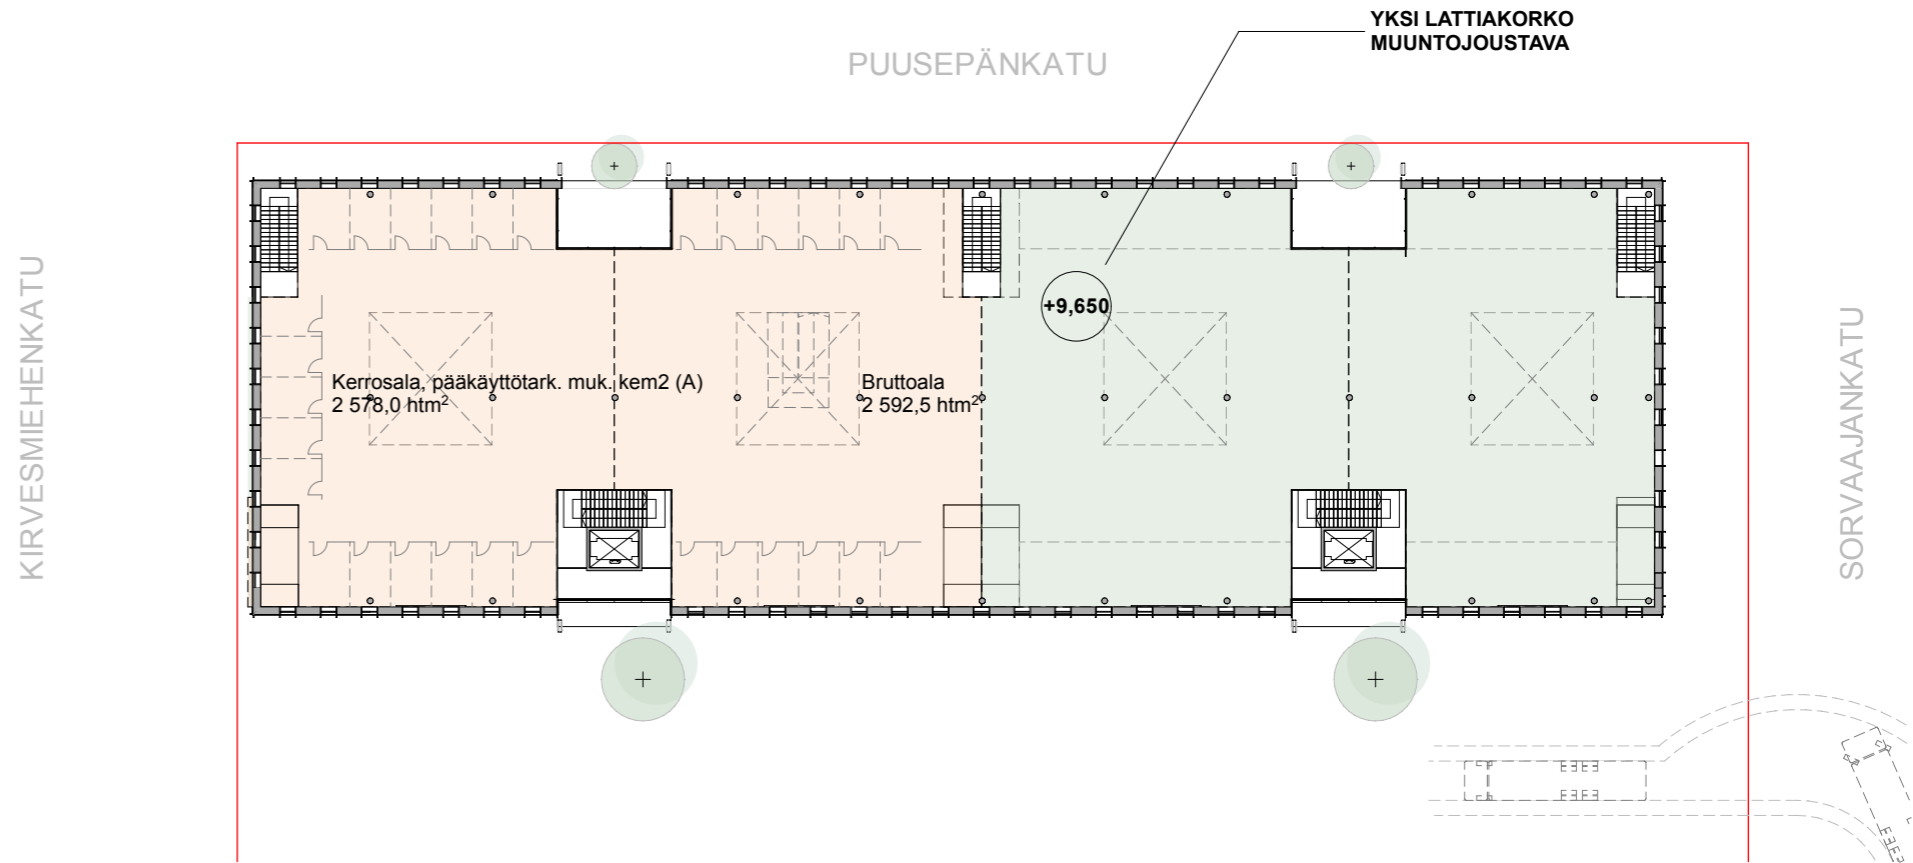 YKSI LATTIAKORKO
MUUNTOJOUSTAVA
PUUSEPÄNKATU
KIRVESMIEHENKATU
+9,650
SORVAAJANKATU
Kerrosala, pääkäyttötark. muk. kem2 (A)
2 578,0 htm²
Bruttoala
2 592,5 htm²